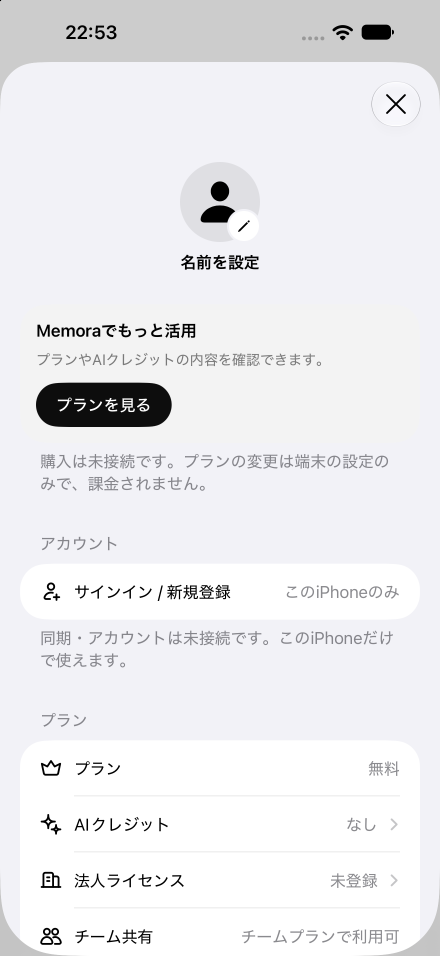 22:53
名前を設定
Memoraでもっと活用
プランやAIクレジットの内容を確認できます。
プランを見る
購入は未接続です。プランの変更は端末の設定の
みで、課金されません。
アカウント
サインイン / 新規登録 このiPhoneのみ
同期・アカウントは未接続です。このiPhoneだけ
で使えます。
プラン
プラン 無料
AIクレジット なし
法人ライセンス 未登録
チーム共有 チームプランで利用可